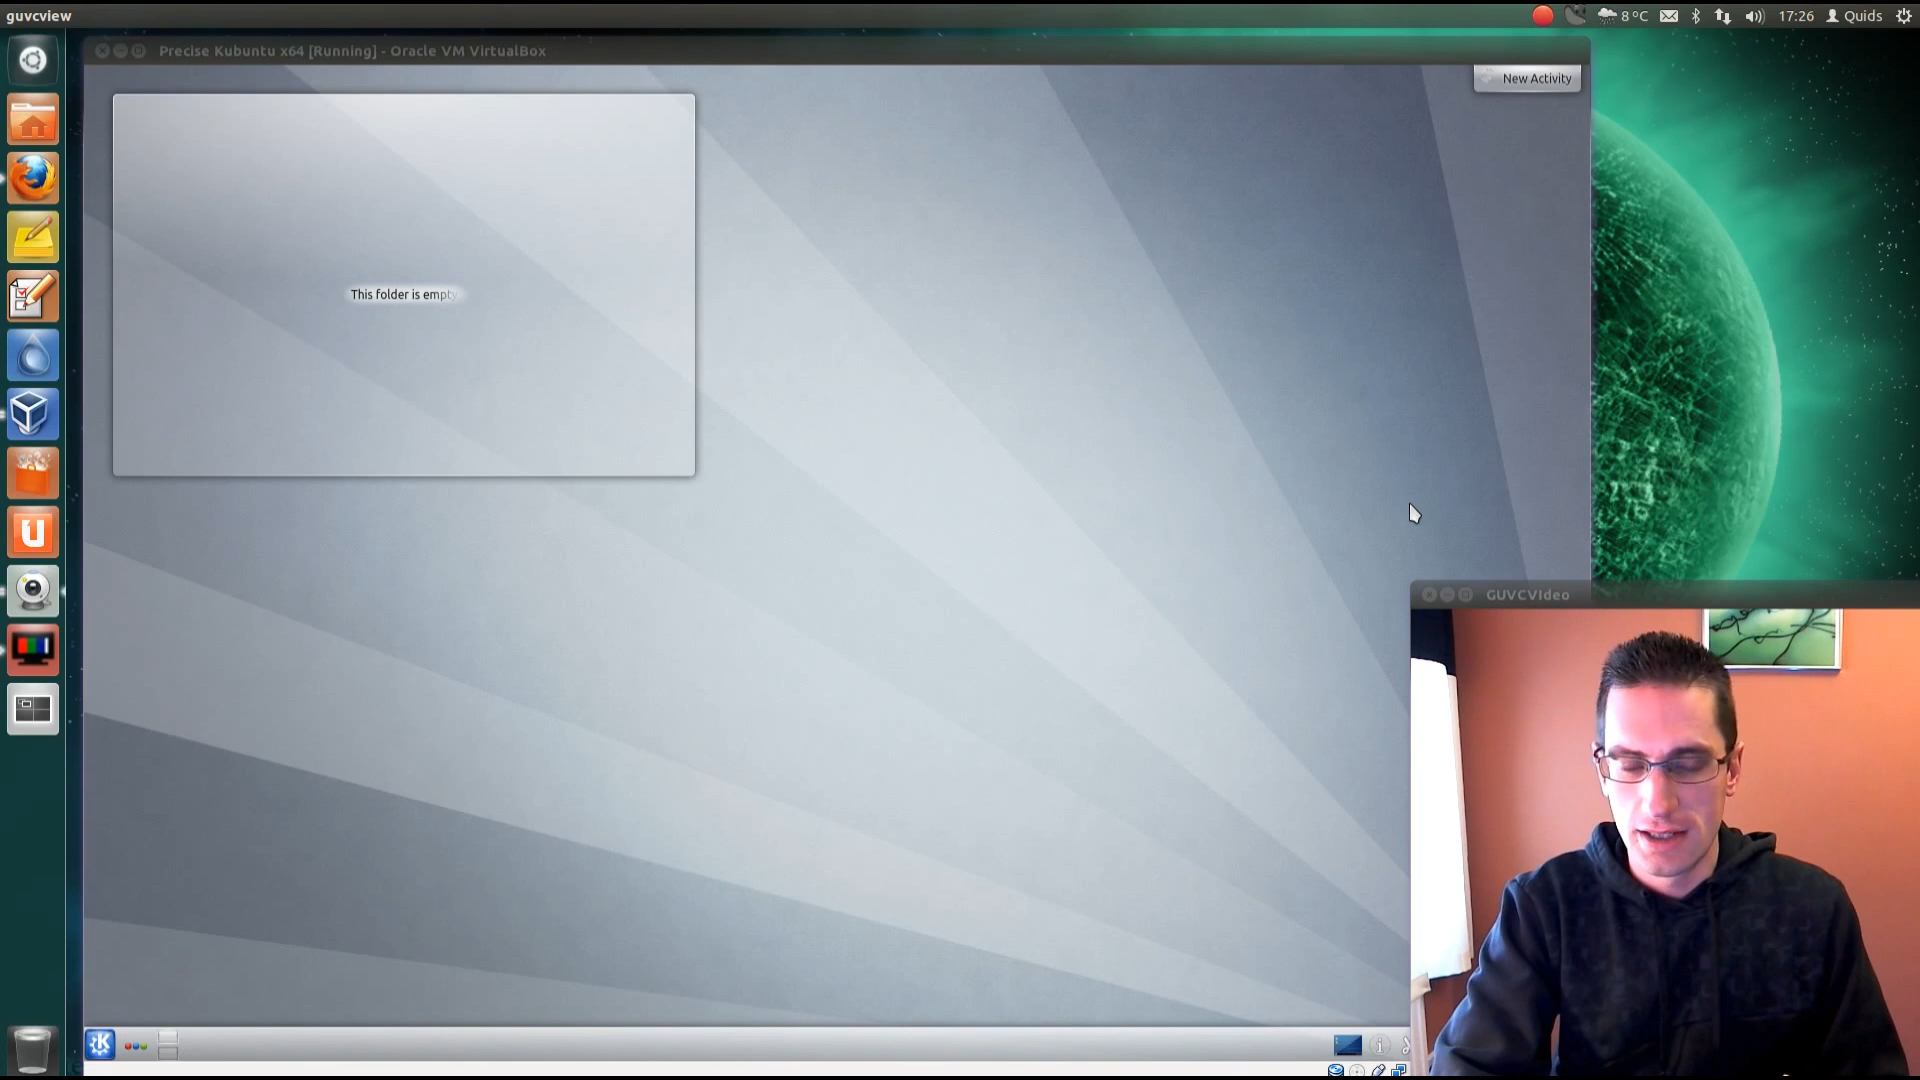 guvcview
8 °C
17:26
Quids
Precise Kubuntu x64 [Running] - Oracle VM VirtualBox
New Activity
This folder is empty
GUVCVIdeo